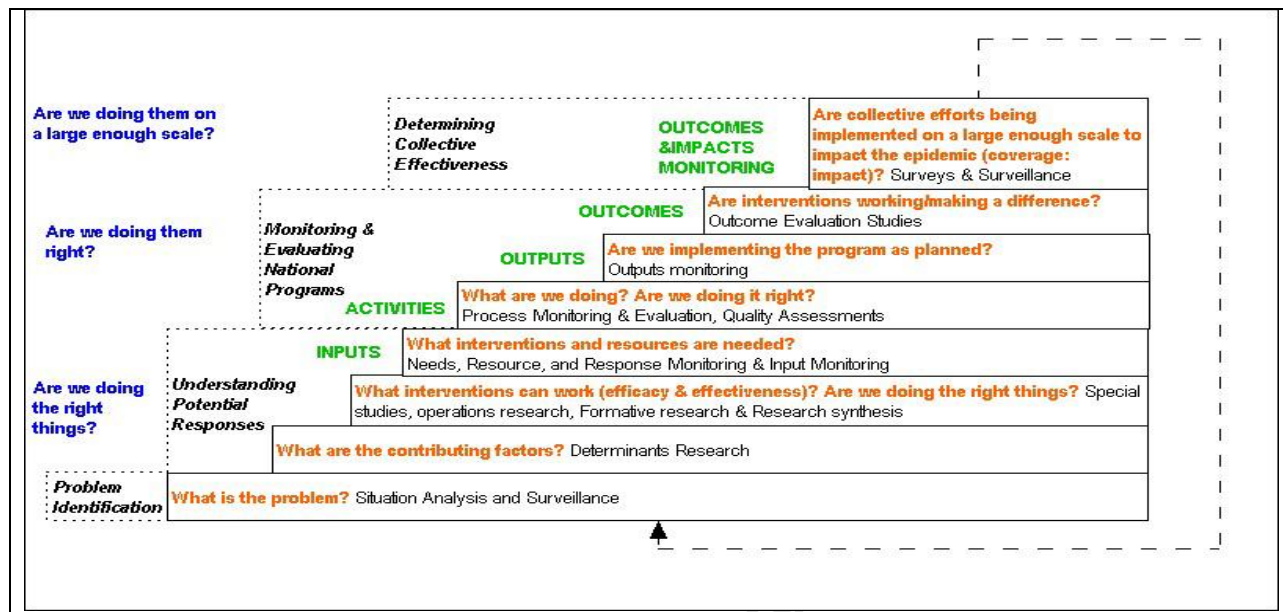 Are we doing them on
a large enough scale?
Determining
Collective
Effectiveness
OUTCOMES
&IMPACTS
MONITORING
Are collective efforts being
implemented on a large enough scale to
impact the epidemic (coverage:
impact)? Surveys & Surveillance
Are we doing them
right?
Monitoring &
Evaluating
National
Programs
OUTCOMES
Are interventions working/making a difference?
Outcome Evaluation Studies
OUTPUTS
Are we implementing the program as planned?
Outputs monitoring
ACTIVITIES
What are we doing? Are we doing it right?
Process Monitoring & Evaluation, Quality Assessments
Are we doing
the right
things?
Understanding
Potential
Responses
INPUTS
What interventions and resources are needed?
Needs, Resource, and Response Monitoring & Input Monitoring
What interventions can work (efficacy & effectiveness)? Are we doing the right things? Special
studies, operations research, Formative research & Research synthesis
What are the contributing factors? Determinants Research
Problem
Identification
What is the problem? Situation Analysis and Surveillance